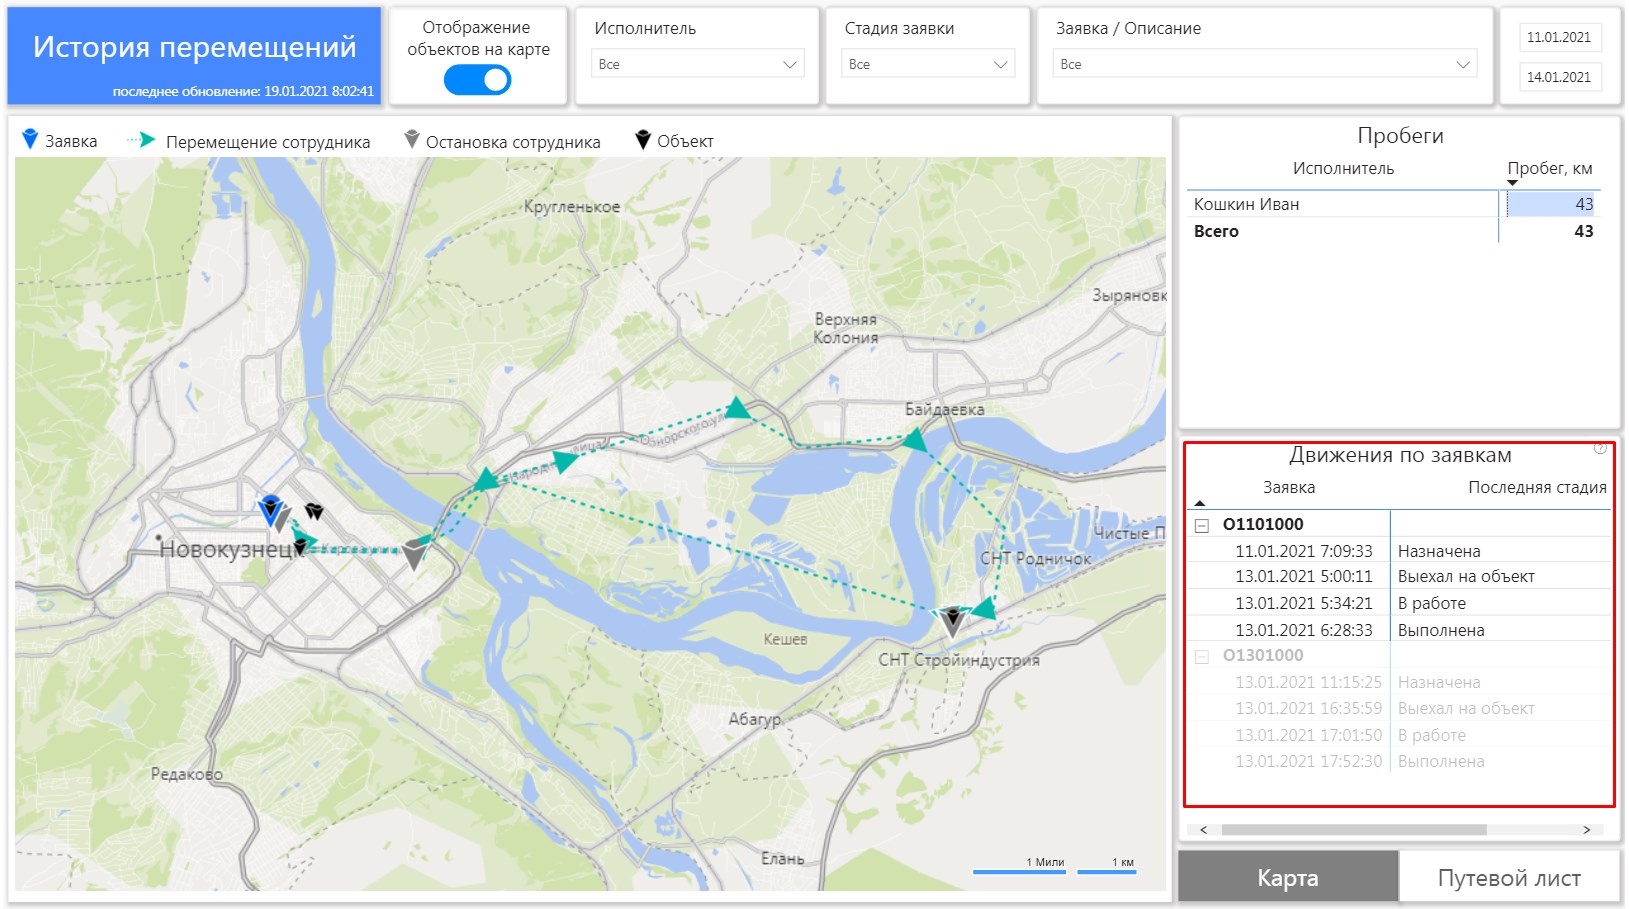 История перемещений
последнее обновление: 19.01.2021 8:02:41
Отображение
объектов на карте
Исполнитель
Все
Стадия заявки
Все
Заявка / Описание
Все
11.01.2021
14.01.2021
Заявка
Перемещение сотрудника
Остановка сотрудника
Объект
Кругленькое
Зыряновк
Верхняя
Колония
Байдаевка
Обнорского ул
Народн улица
Новокузнецк
Кирова улица
Чистые П
СНТ Родничок
Кешев
СНТ Стройиндустрия
Абагур
Редаково
Елань
1 Мили
1 км
Пробеги
Исполнитель
Пробег, км
Кошкин Иван 43
Всего 43
Движения по заявкам
?
Заявка
Последняя стадия
О1101000
11.01.2021 7:09:33 Назначена
13.01.2021 5:00:11 Выехал на объект
13.01.2021 5:34:21 В работе
13.01.2021 6:28:33 Выполнена
О1301000
13.01.2021 11:15:25 Назначена
13.01.2021 16:35:59 Выехал на объект
13.01.2021 17:01:50 В работе
13.01.2021 17:52:30 Выполнена
Карта
Путевой лист